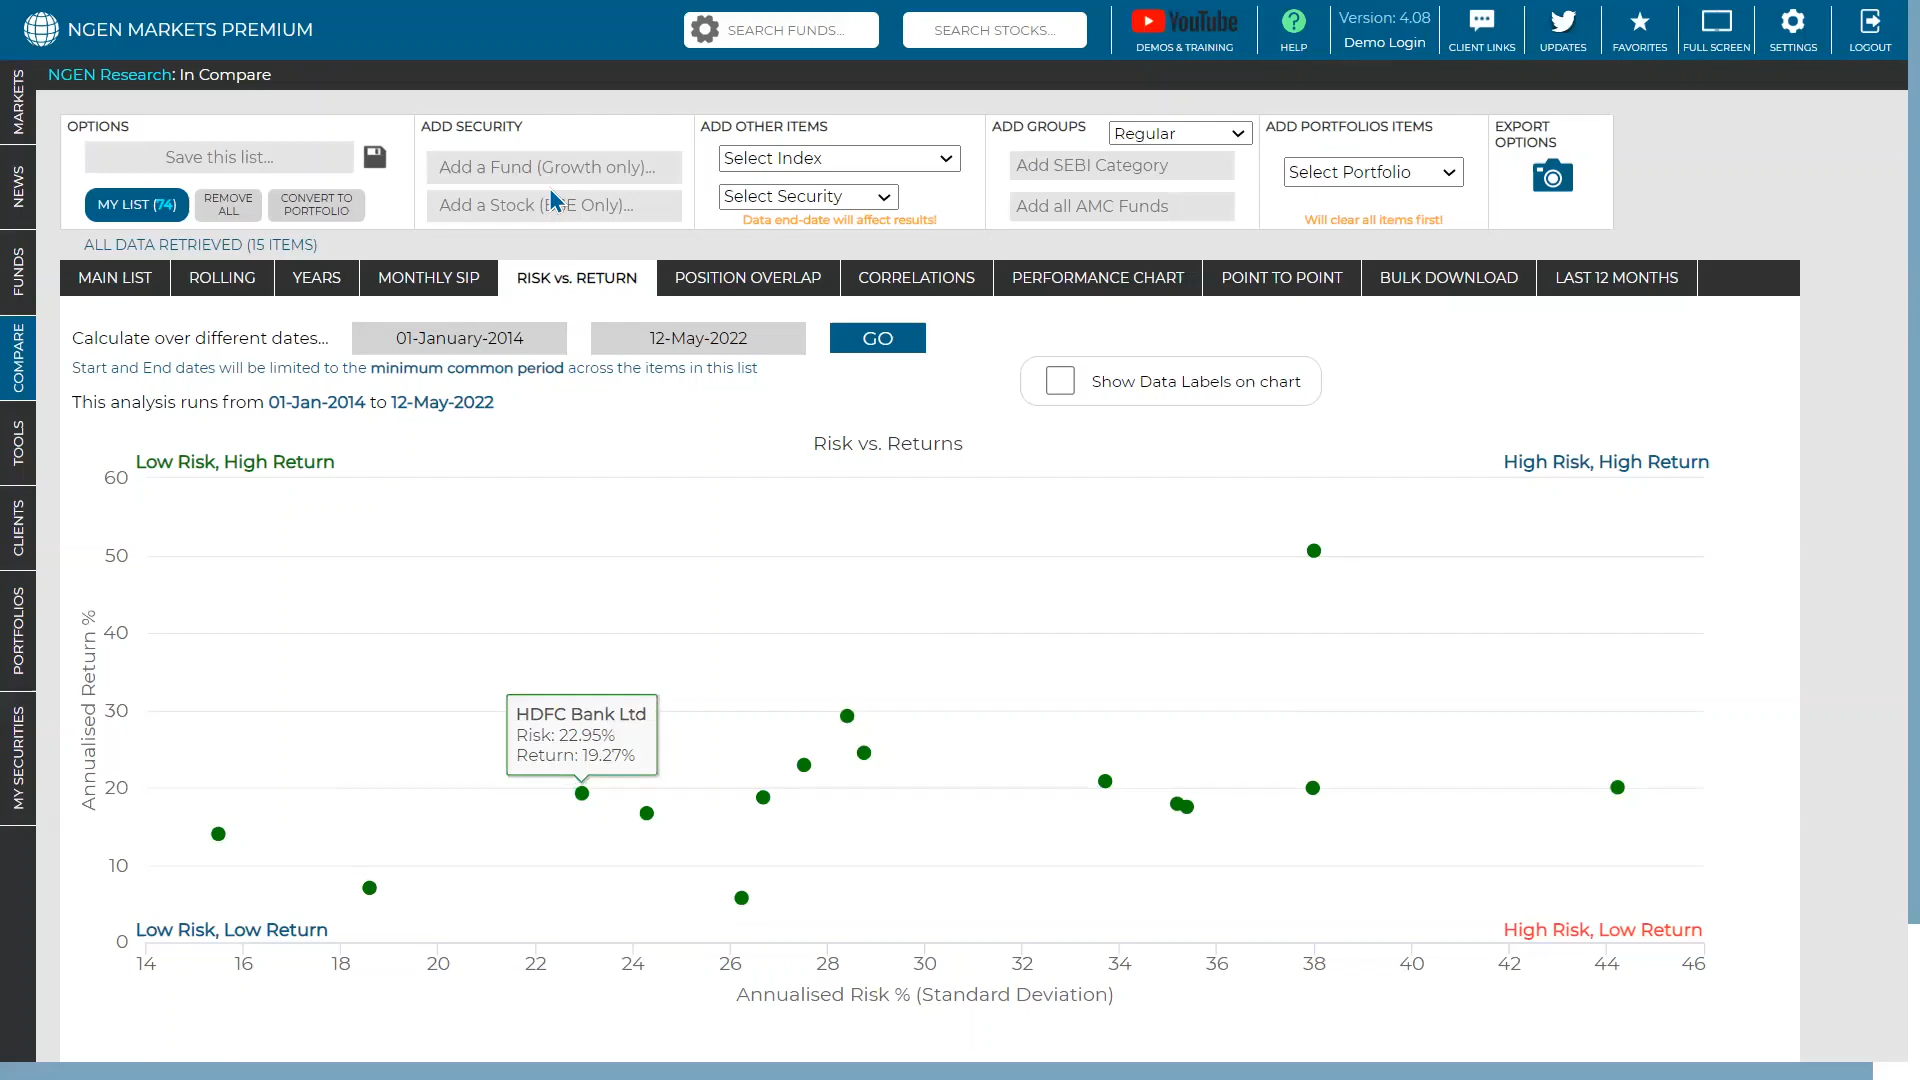 NGEN MARKETS PREMIUM
SEARCH FUNDS...
SEARCH STOCKS...
YouTube
DEMOS & TRAINING
HELP
Version: 4.08
Demo Login
CLIENT LINKS
UPDATES
FAVORITES
FULL SCREEN
SETTINGS
LOGOUT
NGEN Research: In Compare
MARKETS
NEWS
FUNDS
COMPARE
TOOLS
CLIENTS
PORTFOLIOS
MY SECURITIES
OPTIONS
Save this list...
MY LIST (74)
REMOVE ALL
CONVERT TO PORTFOLIO
ADD SECURITY
Add a Fund (Growth only)...
Add a Stock (BSE Only)...
ADD OTHER ITEMS
Select Index
Select Security
Data end-date will affect results!
ADD GROUPS
Regular
Add SEBI Category
Add all AMC Funds
ADD PORTFOLIOS ITEMS
Select Portfolio
Will clear all items first!
EXPORT OPTIONS
ALL DATA RETRIEVED (15 ITEMS)
MAIN LIST
ROLLING
YEARS
MONTHLY SIP
RISK vs. RETURN
POSITION OVERLAP
CORRELATIONS
PERFORMANCE CHART
POINT TO POINT
BULK DOWNLOAD
LAST 12 MONTHS
Calculate over different dates...
01-January-2014
12-May-2022
GO
Start and End dates will be limited to the minimum common period across the items in this list
Show Data Labels on chart
This analysis runs from 01-Jan-2014 to 12-May-2022
Risk vs. Returns
Low Risk, High Return
High Risk, High Return
60
50
40
30
20
10
0
Annualised Return %
HDFC Bank Ltd
Risk: 22.95%
Return: 19.27%
Low Risk, Low Return
High Risk, Low Return
14 16 18 20 22 24 26 28 30 32 34 36 38 40 42 44 46
Annualised Risk % (Standard Deviation)